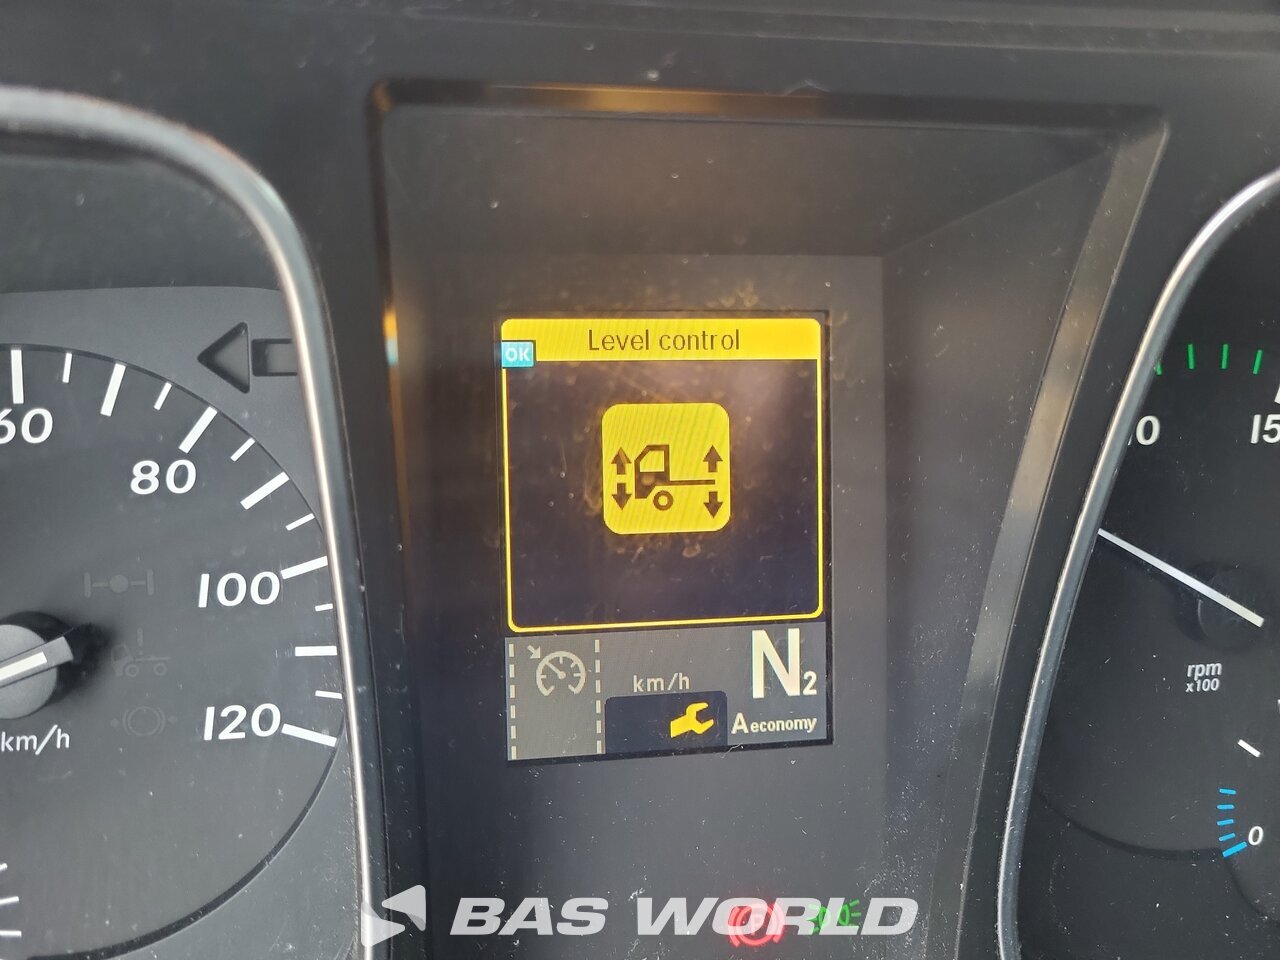 Level control
OK
60
80
100
120
km/h
km/h
N2
Aeconomy
10
15
rpm
x100
0
P
BAS WORLD